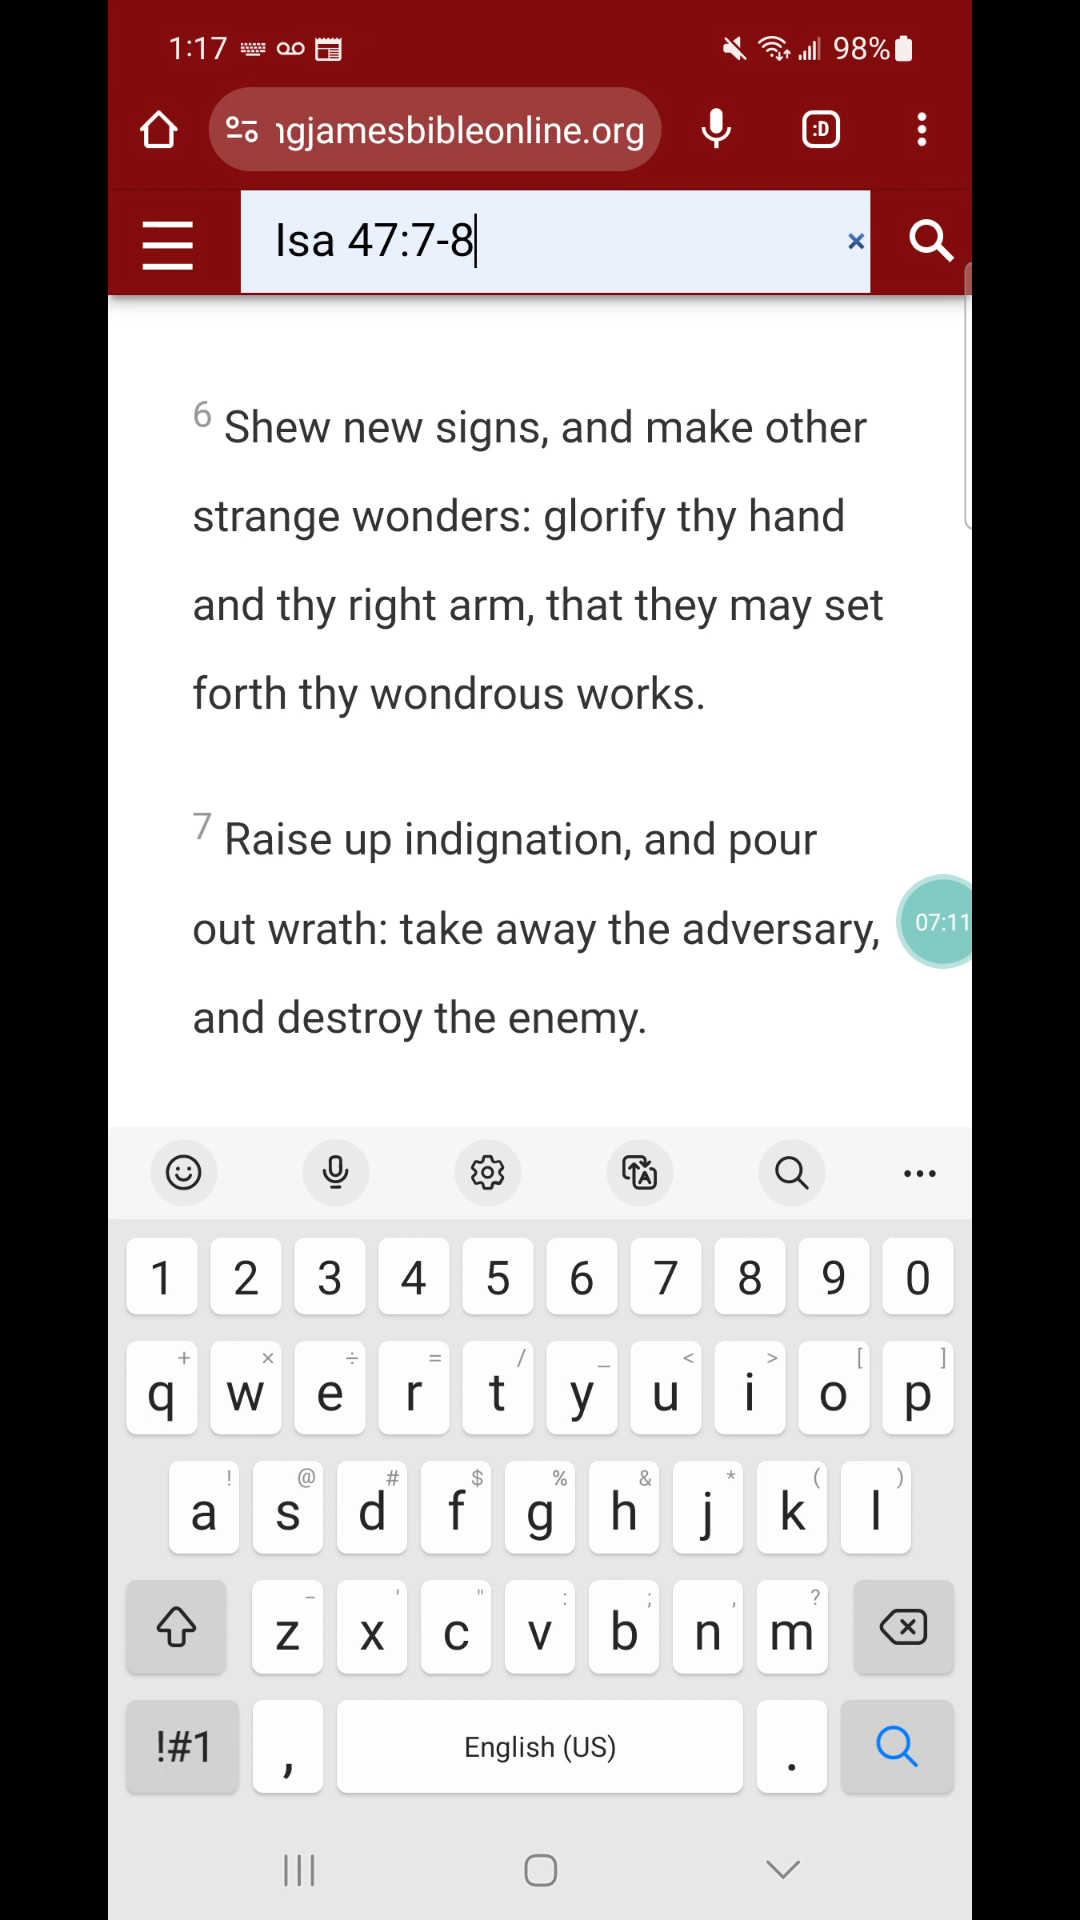 1:17 98%
ngjamesbibleonline.org :D
Isa 47:7-8 ×
6 Shew new signs, and make other
strange wonders: glorify thy hand
and thy right arm, that they may set
forth thy wondrous works.
7 Raise up indignation, and pour
out wrath: take away the adversary,
07:11
and destroy the enemy.
1 2 3 4 5 6 7 8 9 0
+ × ÷ = / _ < > [ ]
q w e r t y u i o p
! @ # $ % & * ( )
a s d f g h j k l
- ' " : ; , ?
z x c v b n m
!#1 , English (US) .